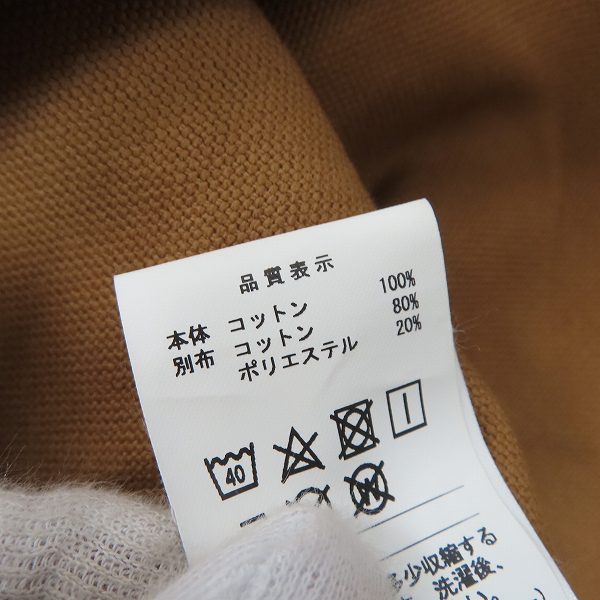 品質表示
本体 コットン 100%
別布 コットン 80%
ポリエステル 20%
40
W
少収縮する
洗濯後、